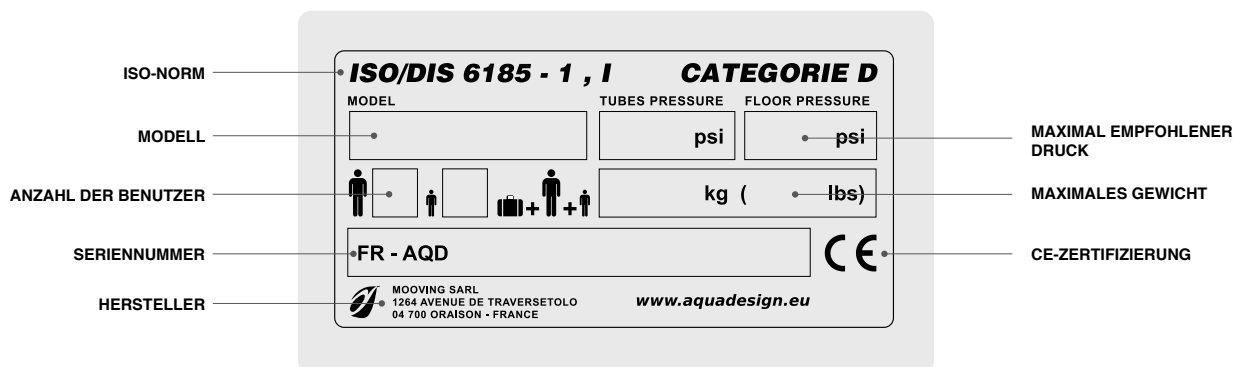 ISO-NORM
ISO/DIS 6185 - 1 , I CATEGORIE D
MODEL TUBES PRESSURE FLOOR PRESSURE
MODELL
psi psi
MAXIMAL EMPFOHLENER
DRUCK
ANZAHL DER BENUTZER
+ +
kg ( lbs)
MAXIMALES GEWICHT
SERIENNUMMER
FR - AQD
CE
CE-ZERTIFIZIERUNG
HERSTELLER
MOOVING SARL
1264 AVENUE DE TRAVERSETOLO
04 700 ORAISON - FRANCE
www.aquadesign.eu